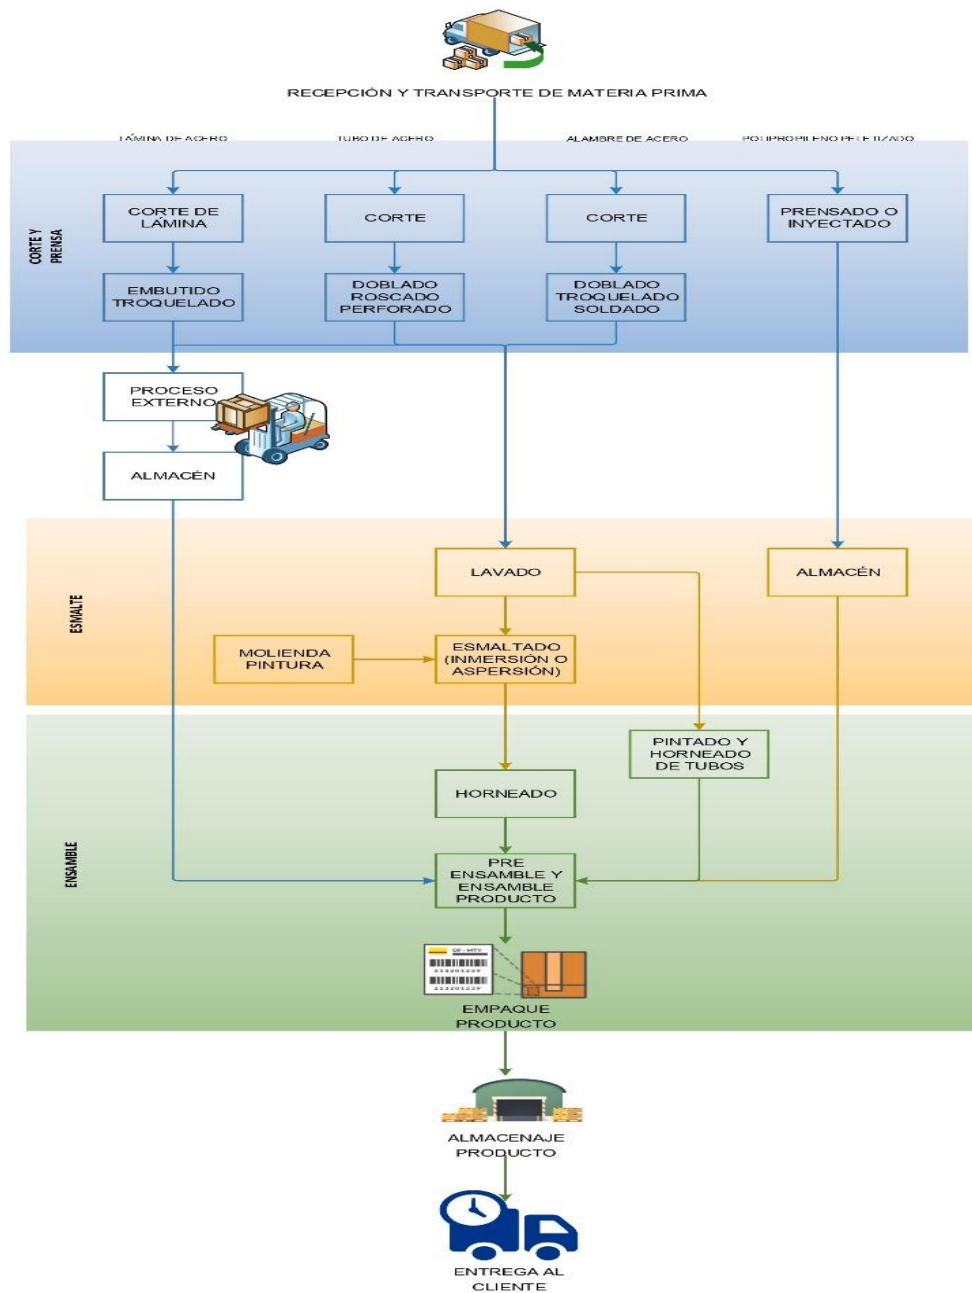 RECEPCIÓN Y TRANSPORTE DE MATERIA PRIMA
LÁMINA DE ACERO
TUBO DE ACERO
ALAMBRE DE ACERO
POLIPROPILENO PELETIZADO
CORTE Y
PRENSA
CORTE DE
LÁMINA
CORTE
CORTE
PRENSADO O
INYECTADO
EMBUTIDO
TROQUELADO
DOBLADO
ROSCADO
PERFORADO
DOBLADO
TROQUELADO
SOLDADO
PROCESO
EXTERNO
ALMACÉN
ESMALTE
LAVADO
ALMACÉN
MOLIENDA
PINTURA
ESMALTADO
(INMERSIÓN O
ASPERSIÓN)
ENSAMBLE
PINTADO Y
HORNEADO
DE TUBOS
HORNEADO
PRE
ENSAMBLE Y
ENSAMBLE
PRODUCTO
213201239
213201239
EMPAQUE
PRODUCTO
ALMACENAJE
PRODUCTO
ENTREGA AL
CLIENTE